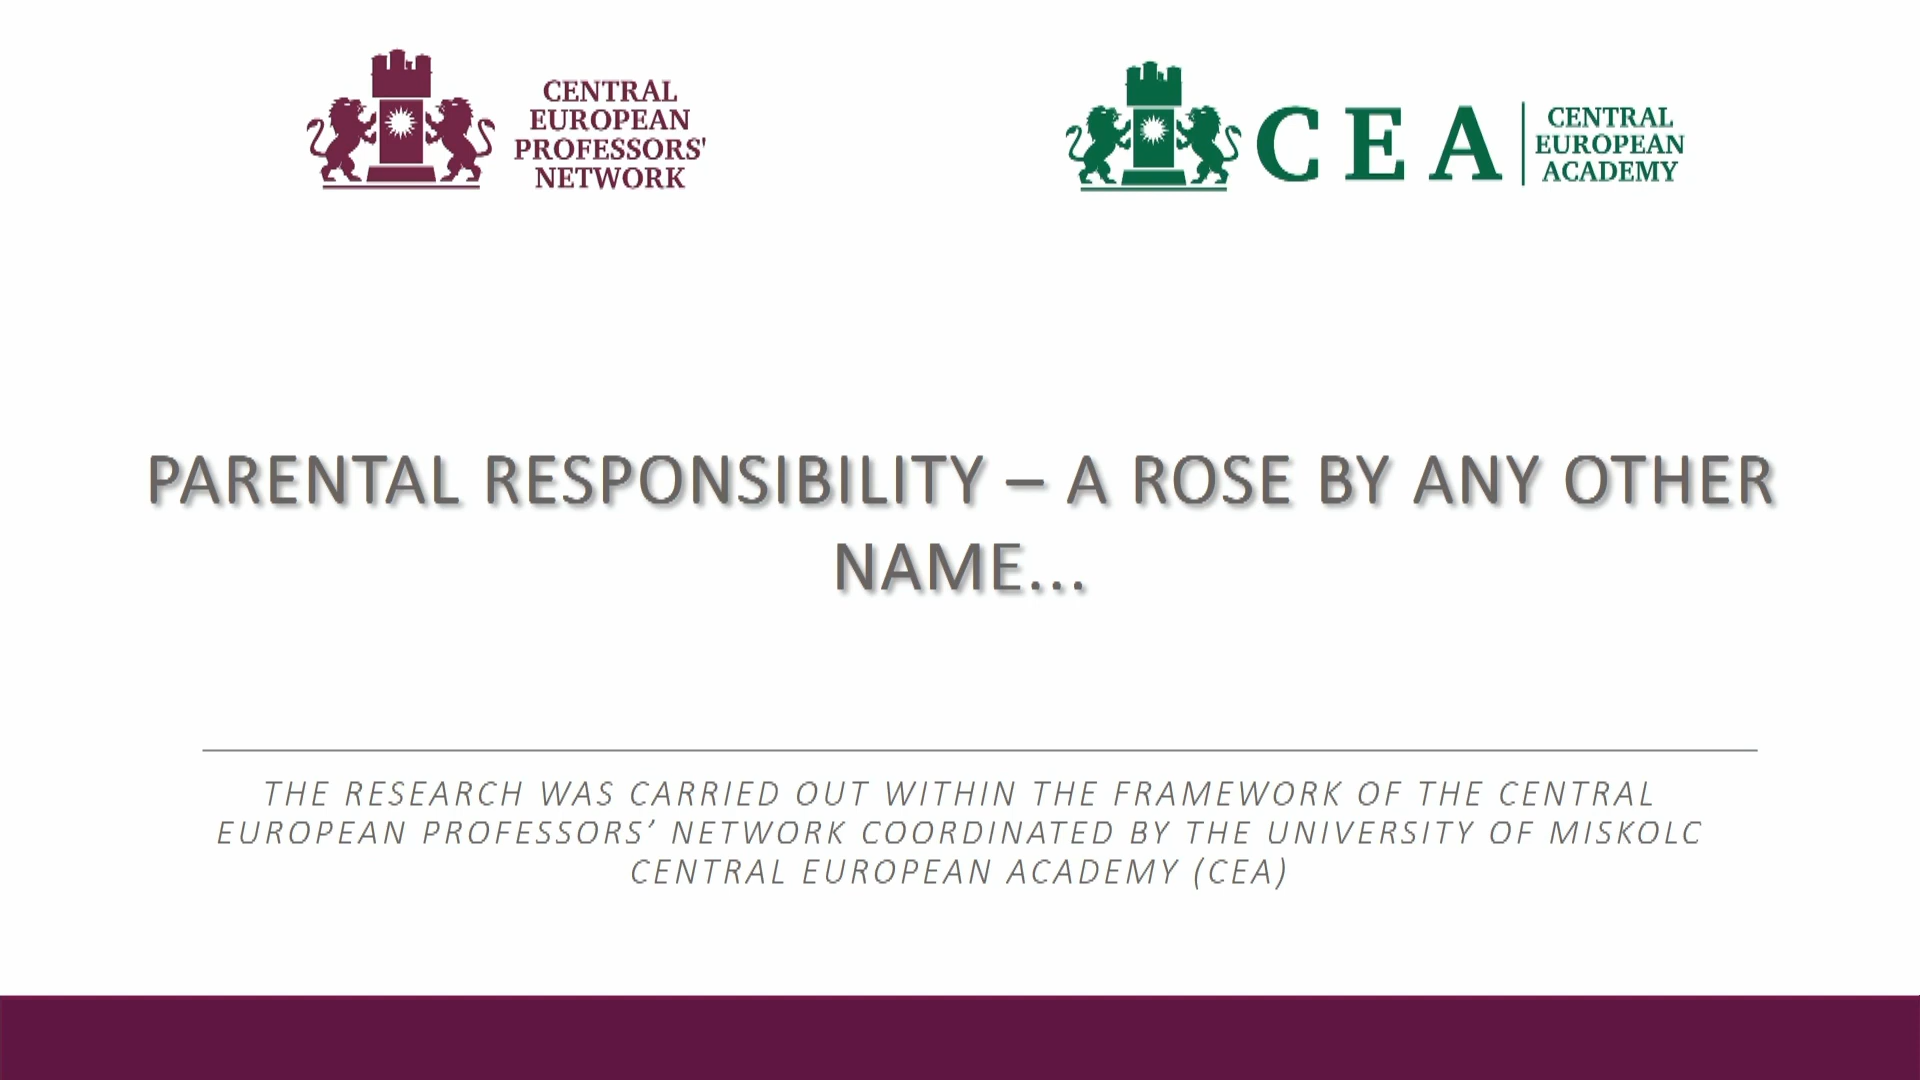 CENTRAL
EUROPEAN
PROFESSORS'
NETWORK
CEA
CENTRAL
EUROPEAN
ACADEMY
PARENTAL RESPONSIBILITY – A ROSE BY ANY OTHER
NAME...
THE RESEARCH WAS CARRIED OUT WITHIN THE FRAMEWORK OF THE CENTRAL
EUROPEAN PROFESSORS’ NETWORK COORDINATED BY THE UNIVERSITY OF MISKOLC
CENTRAL EUROPEAN ACADEMY (CEA)